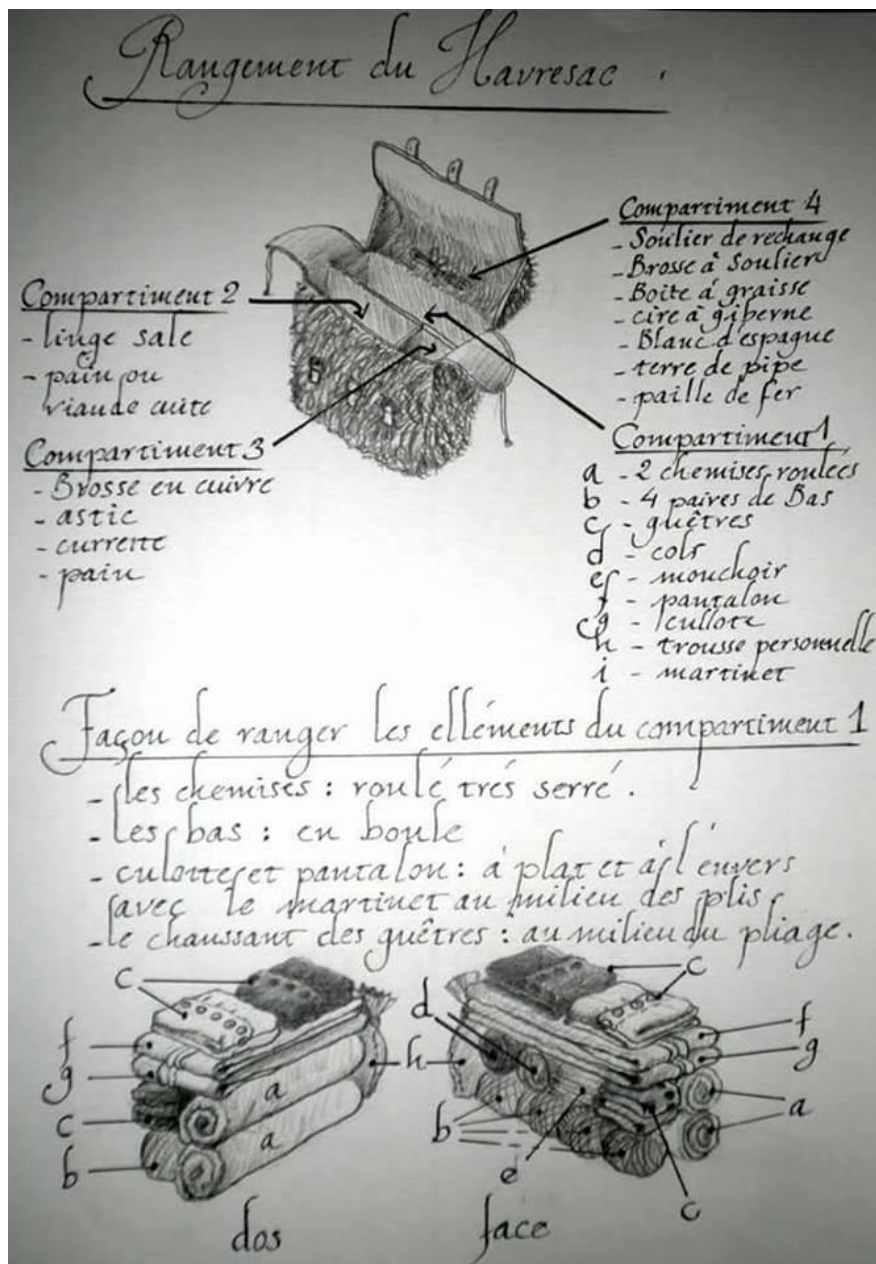 Rangement du Havresac .
Compartiment 2
- linge sale
- pain ou
viande cuite
Compartiment 3
- Brosse en cuivre
- astic
- currette
- pain
Compartiment 4
- Soulier de rechange
- Brosse à Soulier
- Boite à graisse
- cire à giberne
- Blanc d'espagne
- terre de pipe
- paille de fer
Compartiment 1
a - 2 chemises roulées
b - 4 paires de Bas
c - guêtres
d - cols
e - mouchoir
f - pantalon
g - cullote
h - trousse personnelle
i - martinet
Façon de ranger les elléments du compartiment 1
- les chemises : roulé trés serré .
- les bas : en boule
- culotte et pantalon : à plat et à l'envers
avec le martinet au milieu des plis
- le chaussant des guêtres : au milieu du pliage .
c
f
g
c
b
a
a
h
dos
c
d
f
g
a
b
e
c
face